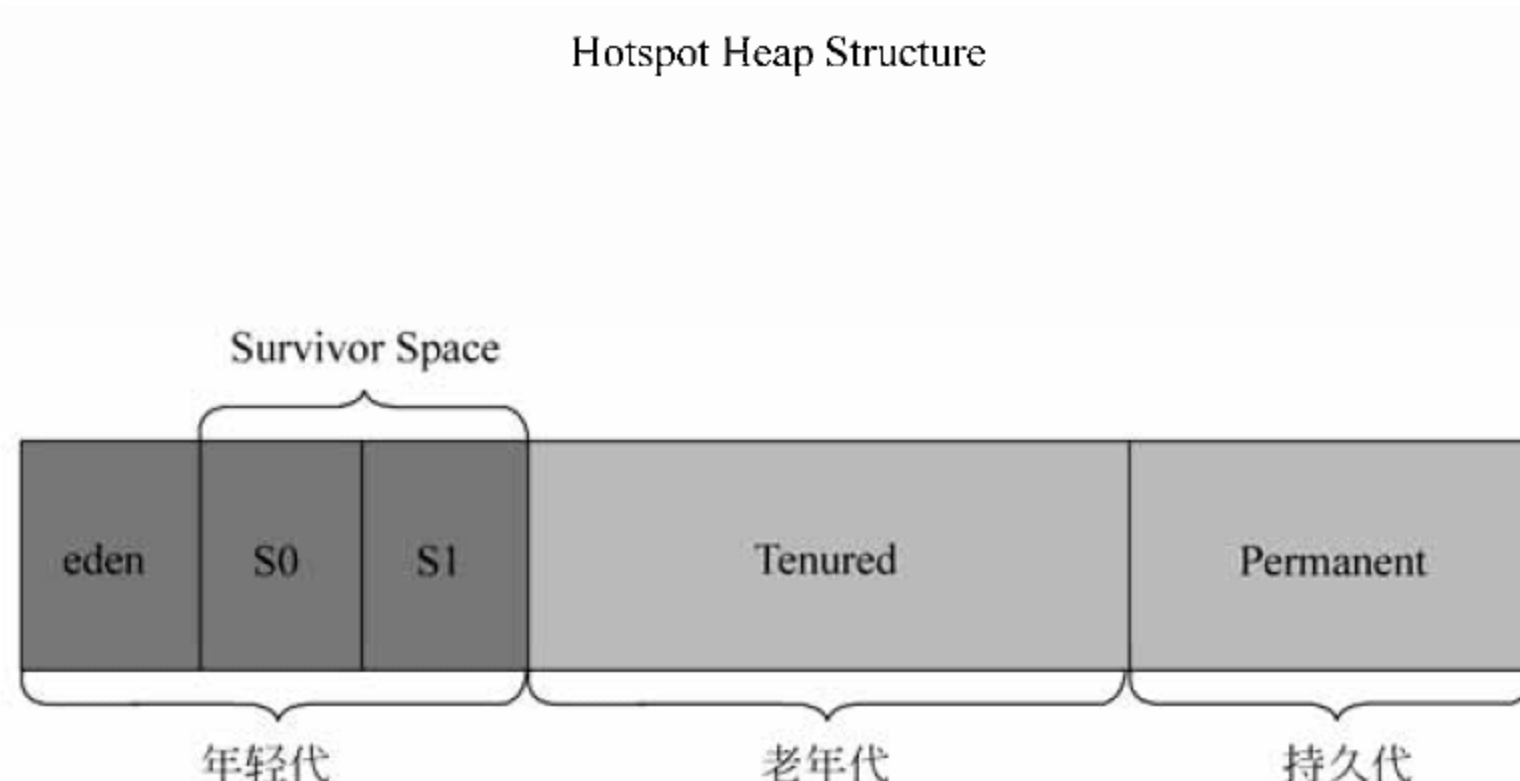 Hotspot Heap Structure
Survivor Space
eden S0 S1 Tenured Permanent
年轻代 老年代 持久代